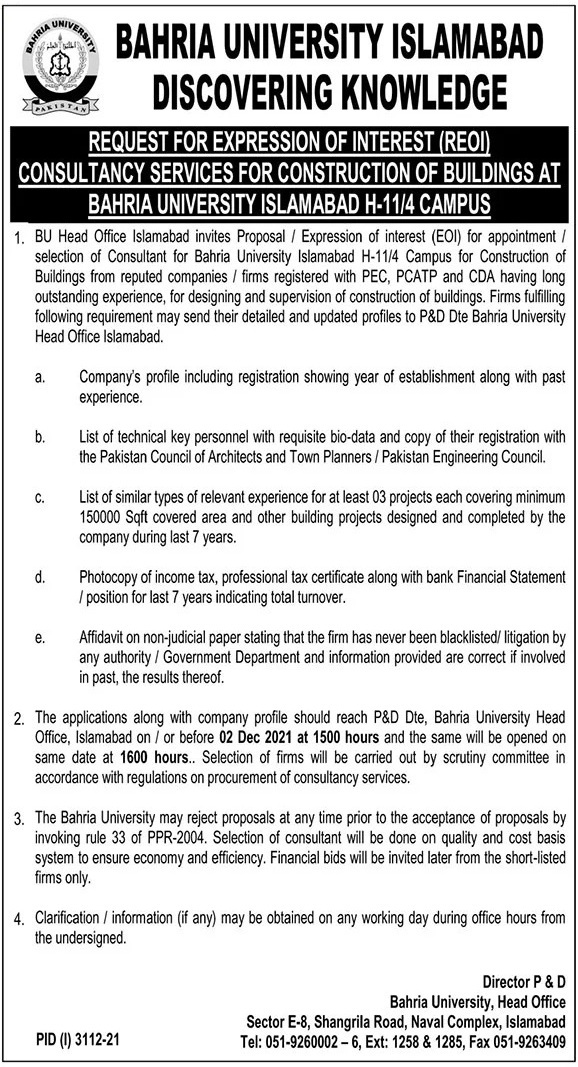 BAHRIA UNIVERSITY
PAKISTAN
BAHRIA UNIVERSITY ISLAMABAD
DISCOVERING KNOWLEDGE
REQUEST FOR EXPRESSION OF INTEREST (REOI)
CONSULTANCY SERVICES FOR CONSTRUCTION OF BUILDINGS AT
BAHRIA UNIVERSITY ISLAMABAD H-11/4 CAMPUS
1. BU Head Office Islamabad invites Proposal / Expression of interest (EOI) for appointment /
selection of Consultant for Bahria University Islamabad H-11/4 Campus for Construction of
Buildings from reputed companies / firms registered with PEC, PCATP and CDA having long
outstanding experience, for designing and supervision of construction of buildings. Firms fulfilling
following requirement may send their detailed and updated profiles to P&D Dte Bahria University
Head Office Islamabad.
a. Company's profile including registration showing year of establishment along with past
experience.
b. List of technical key personnel with requisite bio-data and copy of their registration with
the Pakistan Council of Architects and Town Planners / Pakistan Engineering Council.
c. List of similar types of relevant experience for at least 03 projects each covering minimum
150000 Sqft covered area and other building projects designed and completed by the
company during last 7 years.
d. Photocopy of income tax, professional tax certificate along with bank Financial Statement
/ position for last 7 years indicating total turnover.
e. Affidavit on non-judicial paper stating that the firm has never been blacklisted/ litigation by
any authority / Government Department and information provided are correct if involved
in past, the results thereof.
2. The applications along with company profile should reach P&D Dte, Bahria University Head
Office, Islamabad on / or before 02 Dec 2021 at 1500 hours and the same will be opened on
same date at 1600 hours.. Selection of firms will be carried out by scrutiny committee in
accordance with regulations on procurement of consultancy services.
3. The Bahria University may reject proposals at any time prior to the acceptance of proposals by
invoking rule 33 of PPR-2004. Selection of consultant will be done on quality and cost basis
system to ensure economy and efficiency. Financial bids will be invited later from the short-listed
firms only.
4. Clarification / information (if any) may be obtained on any working day during office hours from
the undersigned.
Director P & D
Bahria University, Head Office
Sector E-8, Shangrila Road, Naval Complex, Islamabad
PID (I) 3112-21 Tel: 051-9260002 – 6, Ext: 1258 & 1285, Fax 051-9263409